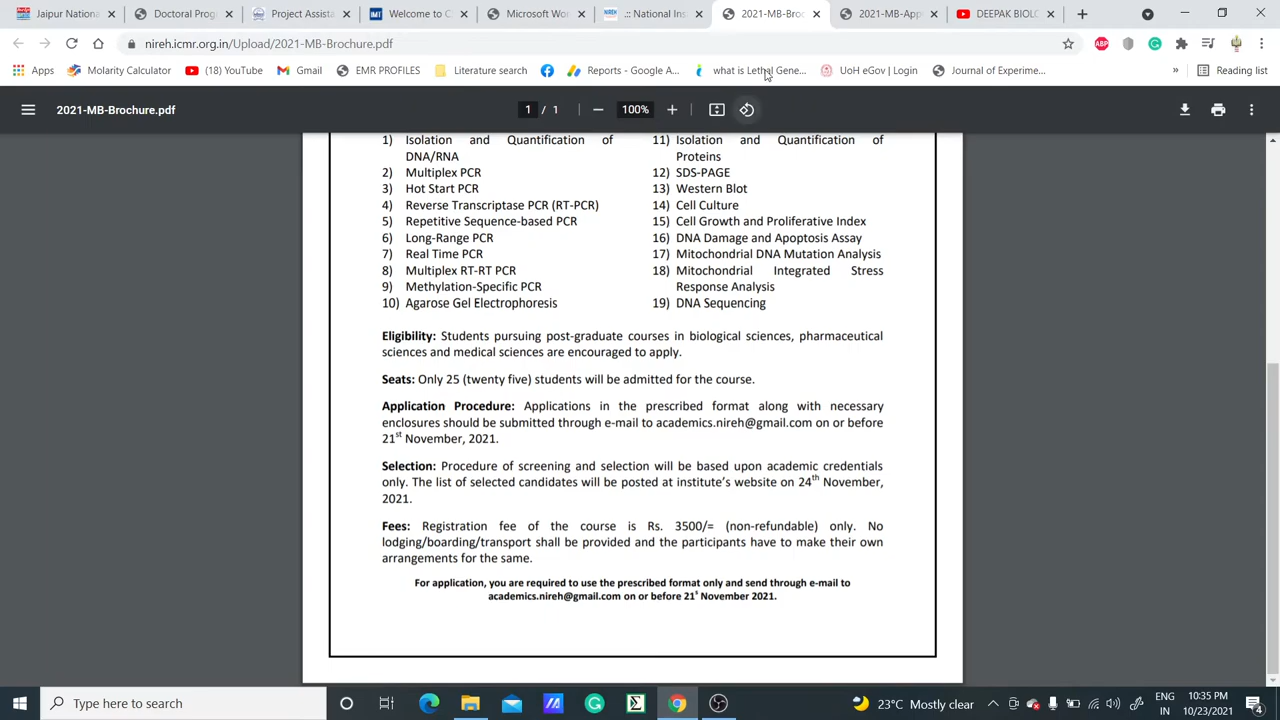 Jaipur Nationa
Doctoral Prog
Project Assista
Welcome to C
Microsoft Wor
.:: National Ins
2021-MB-Broc
2021-MB-App
DEEPAK BIOL
nireh.icmr.org.in/Upload/2021-MB-Brochure.pdf
Apps
Molarity Calculator
(18) YouTube
Gmail
EMR PROFILES
Literature search
Reports - Google A...
what is Lethal Gene...
UoH eGov | Login
Journal of Experime...
»
Reading list
2021-MB-Brochure.pdf
1 / 1
100%
1) Isolation and Quantification of
DNA/RNA
2) Multiplex PCR
3) Hot Start PCR
4) Reverse Transcriptase PCR (RT-PCR)
5) Repetitive Sequence-based PCR
6) Long-Range PCR
7) Real Time PCR
8) Multiplex RT-RT PCR
9) Methylation-Specific PCR
10) Agarose Gel Electrophoresis
11) Isolation and Quantification of
Proteins
12) SDS-PAGE
13) Western Blot
14) Cell Culture
15) Cell Growth and Proliferative Index
16) DNA Damage and Apoptosis Assay
17) Mitochondrial DNA Mutation Analysis
18) Mitochondrial Integrated Stress
Response Analysis
19) DNA Sequencing
Eligibility: Students pursuing post-graduate courses in biological sciences, pharmaceutical
sciences and medical sciences are encouraged to apply.
Seats: Only 25 (twenty five) students will be admitted for the course.
Application Procedure: Applications in the prescribed format along with necessary
enclosures should be submitted through e-mail to academics.nireh@gmail.com on or before
21st November, 2021.
Selection: Procedure of screening and selection will be based upon academic credentials
only. The list of selected candidates will be posted at institute's website on 24th November,
2021.
Fees: Registration fee of the course is Rs. 3500/= (non-refundable) only. No
lodging/boarding/transport shall be provided and the participants have to make their own
arrangements for the same.
For application, you are required to use the prescribed format only and send through e-mail to
academics.nireh@gmail.com on or before 21s November 2021.
Type here to search
23°C Mostly clear
ENG
IN
10:35 PM
10/23/2021
4